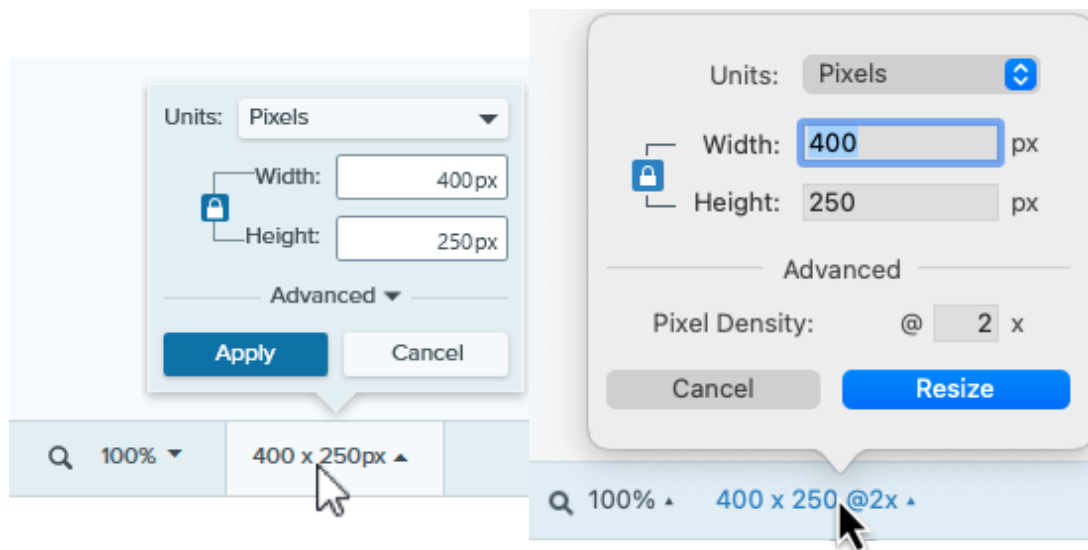 Units: Pixels
Width: 400px
Height: 250px
Advanced
Apply Cancel
100% 400 x 250px
Units: Pixels
Width: 400 px
Height: 250 px
Advanced
Pixel Density: @ 2 x
Cancel Resize
100% 400 x 250 @2x